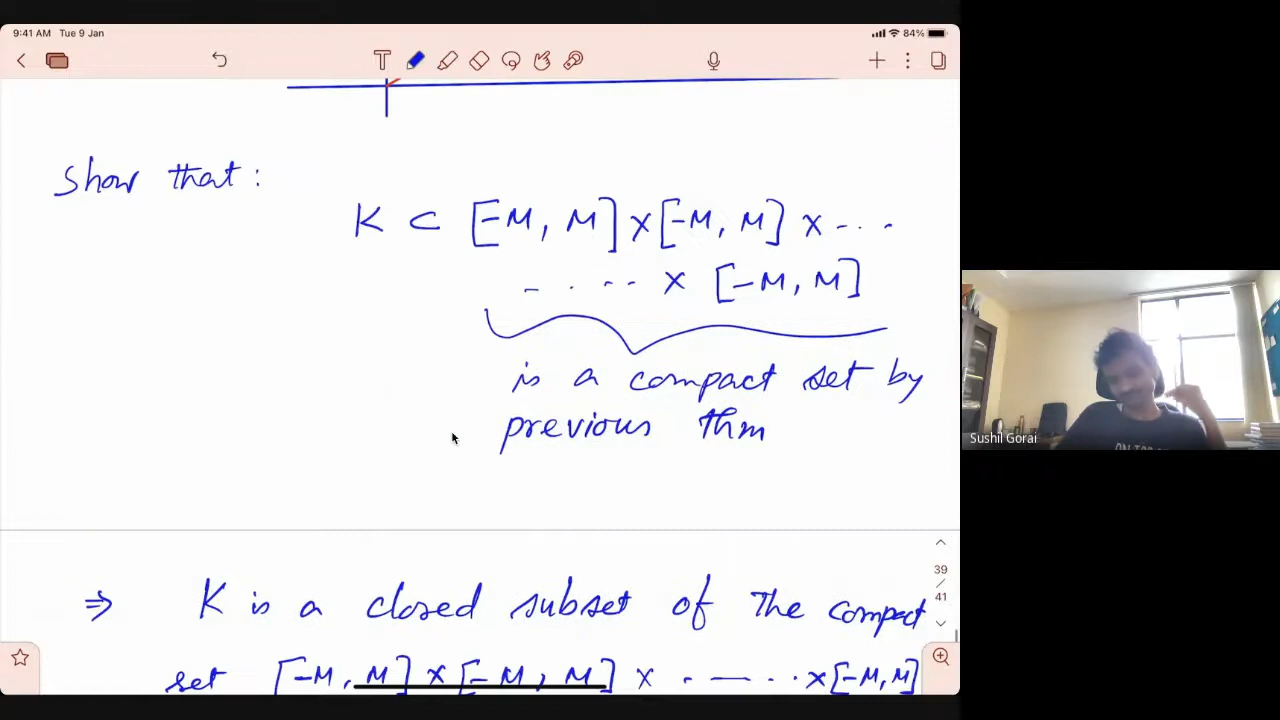 9:41 AM Tue 9 Jan
84%
Show that:
K ⊂ [-M, M] × [-M, M] × ...
- . . -- × [-M, M]
is a compact set by
previous thm
39
/
41
⇒ K is a closed subset of the compact
set [-M, M] × [-M, M] × . — . . × [-M, M]
Sushil Gorai